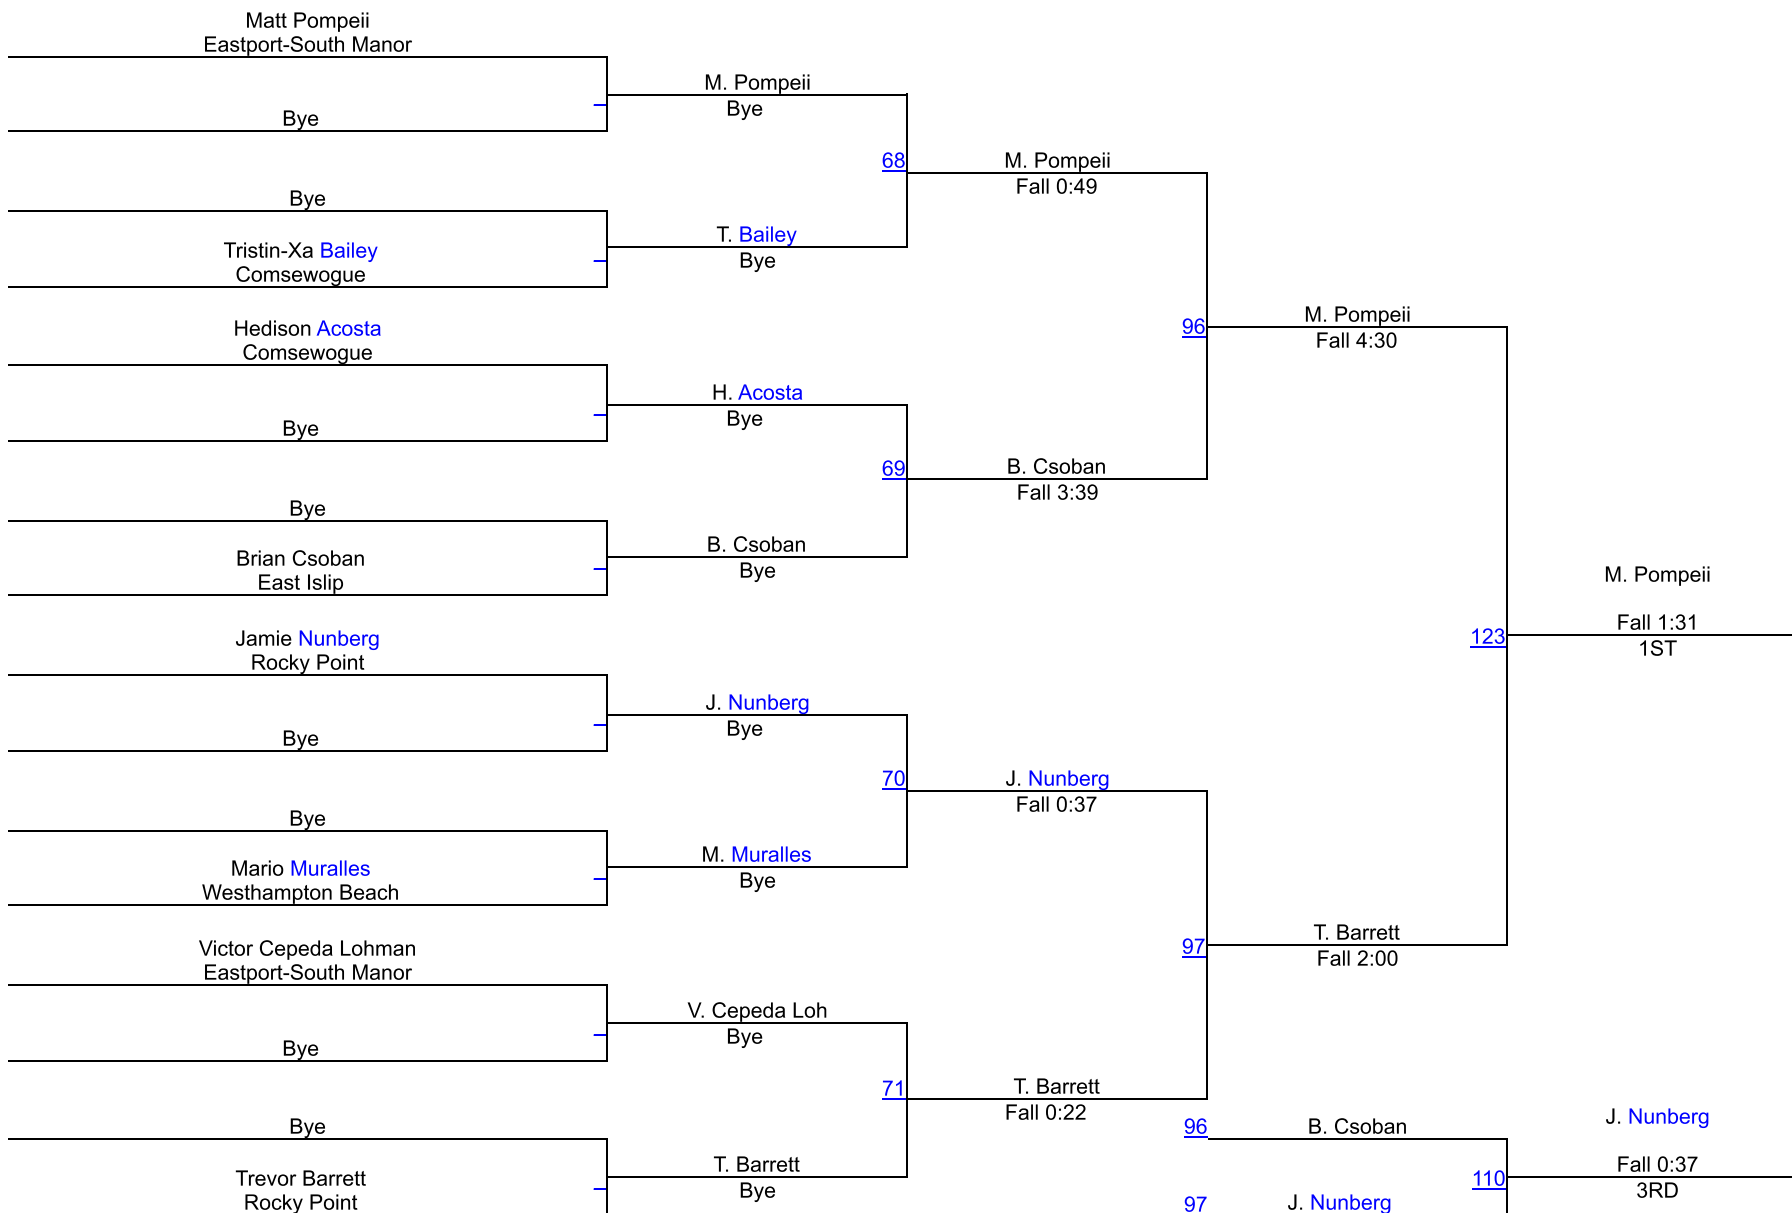 Matt Pompeii
Eastport-South Manor
M. Pompeii
Bye
Bye
68
M. Pompeii
Fall 0:49
Bye
T. Bailey
Bye
Tristin-Xa Bailey
Comsewogue
96
M. Pompeii
Fall 4:30
Hedison Acosta
Comsewogue
H. Acosta
Bye
Bye
69
B. Csoban
Fall 3:39
Bye
B. Csoban
Bye
Brian Csoban
East Islip
M. Pompeii
123
Fall 1:31
1ST
Jamie Nunberg
Rocky Point
J. Nunberg
Bye
Bye
70
J. Nunberg
Fall 0:37
Bye
M. Muralles
Bye
Mario Muralles
Westhampton Beach
97
T. Barrett
Fall 2:00
Victor Cepeda Lohman
Eastport-South Manor
V. Cepeda Loh
Bye
Bye
71
T. Barrett
Fall 0:22
Bye
T. Barrett
Bye
Trevor Barrett
Rocky Point
96
B. Csoban
J. Nunberg
110
Fall 0:37
3RD
97
J. Nunberg